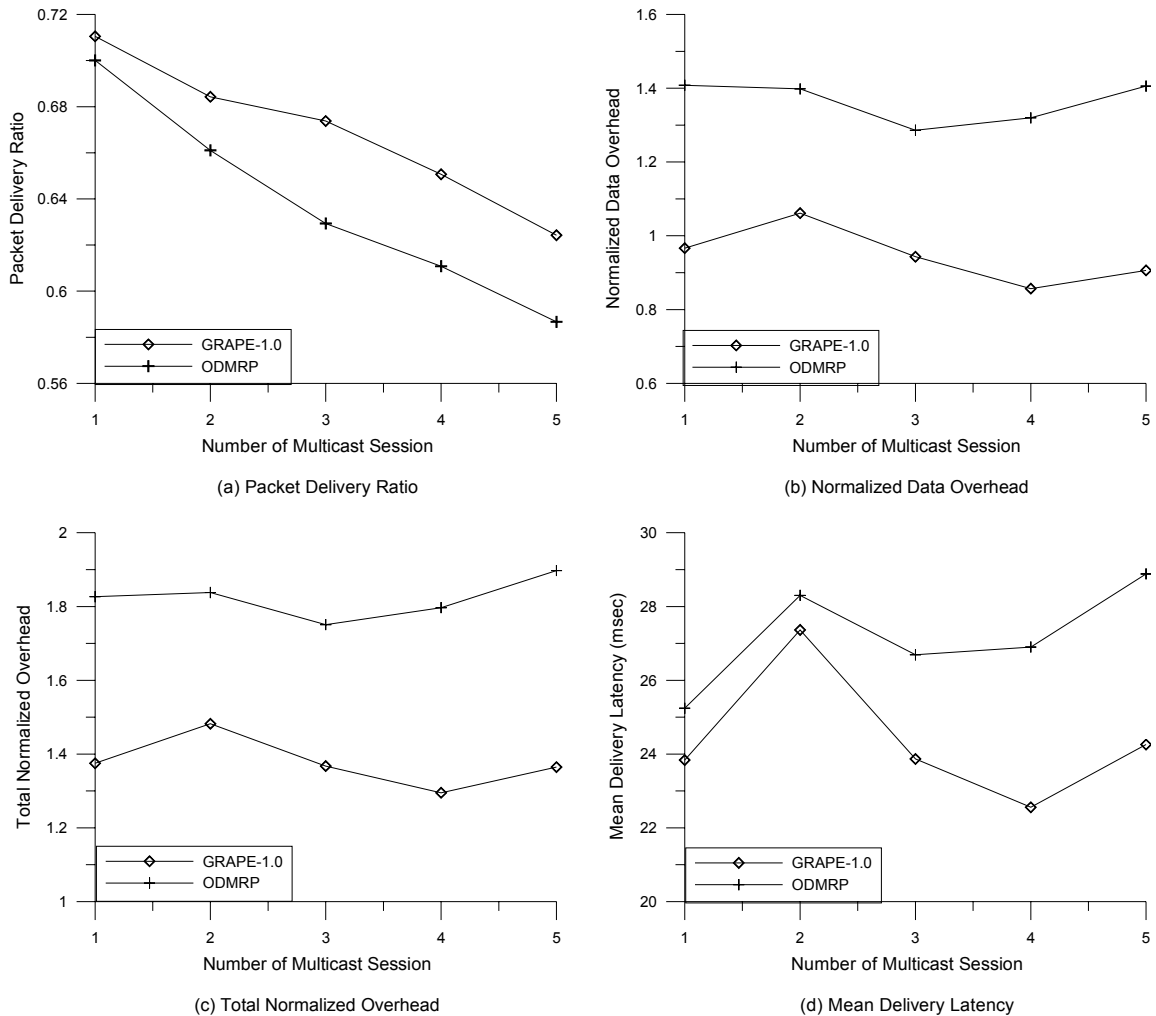 0.72
0.68
0.64
0.6
0.56
Packet Delivery Ratio
GRAPE-1.0
ODMRP
1 2 3 4 5
Number of Multicast Session
(a) Packet Delivery Ratio
1.6
1.4
1.2
1
0.8
0.6
Normalized Data Overhead
GRAPE-1.0
ODMRP
1 2 3 4 5
Number of Multicast Session
(b) Normalized Data Overhead
2
1.8
1.6
1.4
1.2
1
Total Normalized Overhead
GRAPE-1.0
ODMRP
1 2 3 4 5
Number of Multicast Session
(c) Total Normalized Overhead
30
28
26
24
22
20
Mean Delivery Latency (msec)
GRAPE-1.0
ODMRP
1 2 3 4 5
Number of Multicast Session
(d) Mean Delivery Latency